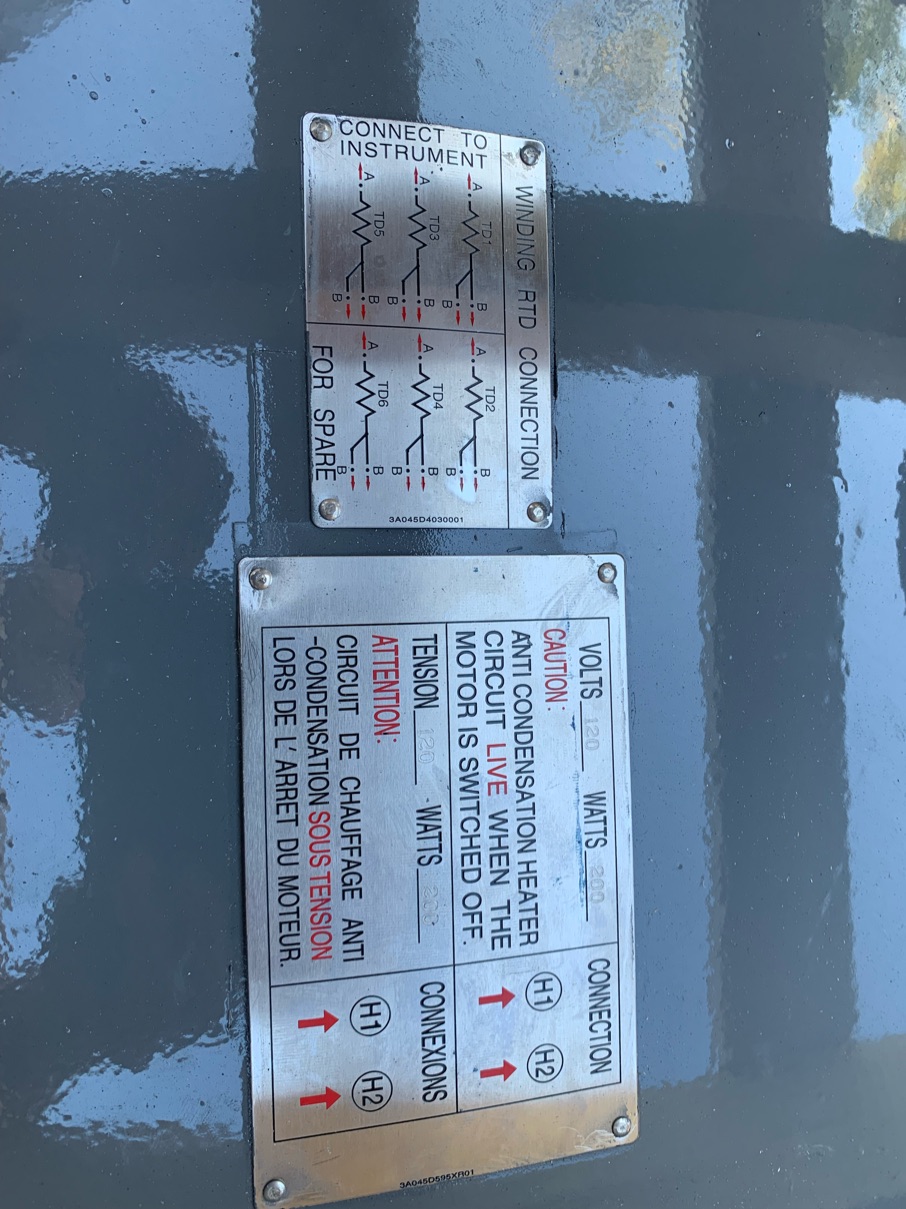 WINDING RTD CONNECTION
TD1 TD2
A B B A B B
TD3 TD4
A B B A B B
TD5 TD6
A B B A B B
CONNECT TO
INSTRUMENT
FOR SPARE
3A045D4030001
VOLTS 120 WATTS 200
CAUTION:
ANTI CONDENSATION HEATER
CIRCUIT LIVE WHEN THE
MOTOR IS SWITCHED OFF.
CONNECTION
H1 H2
TENSION 120 WATTS 200
ATTENTION:
CIRCUIT DE CHAUFFAGE ANTI
-CONDENSATION SOUS TENSION
LORS DE L' ARRET DU MOTEUR.
CONNEXIONS
H1 H2
3A045D595XR01